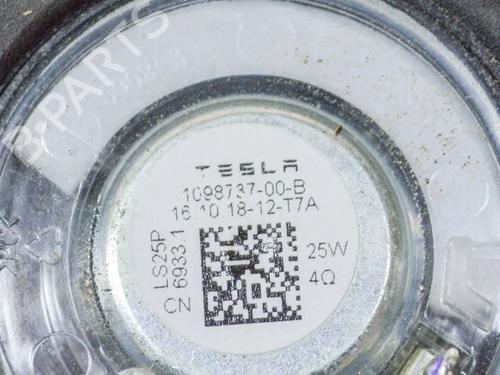 B-PARTS
TESLA
1098737-00-B
16.10.18-12-T7A
LS25P
CN 6933.1
25W
4Ω